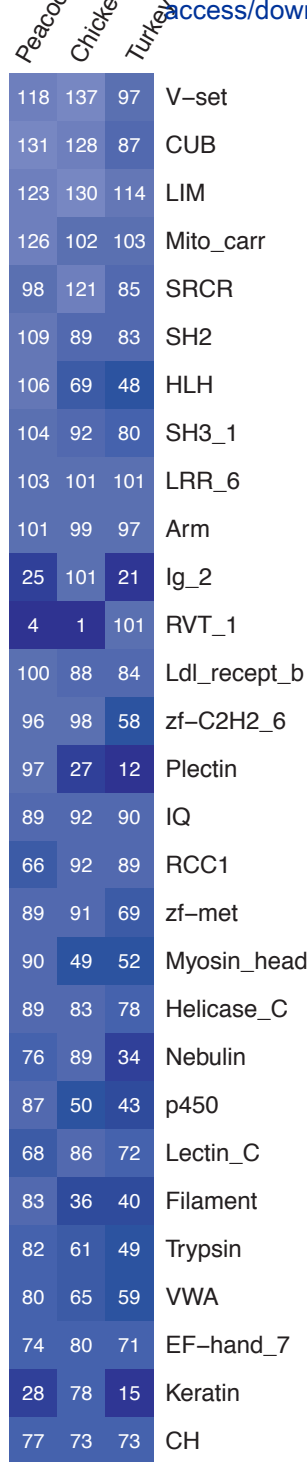 access/dow
Peacoc Chicke Turke
118 137 97 V−set
131 128 87 CUB
123 130 114 LIM
126 102 103 Mito_carr
98 121 85 SRCR
109 89 83 SH2
106 69 48 HLH
104 92 80 SH3_1
103 101 101 LRR_6
101 99 97 Arm
25 101 21 Ig_2
4 1 101 RVT_1
100 88 84 Ldl_recept_b
96 98 58 zf−C2H2_6
97 27 12 Plectin
89 92 90 IQ
66 92 89 RCC1
89 91 69 zf−met
90 49 52 Myosin_head
89 83 78 Helicase_C
76 89 34 Nebulin
87 50 43 p450
68 86 72 Lectin_C
83 36 40 Filament
82 61 49 Trypsin
80 65 59 VWA
74 80 71 EF−hand_7
28 78 15 Keratin
77 73 73 CH